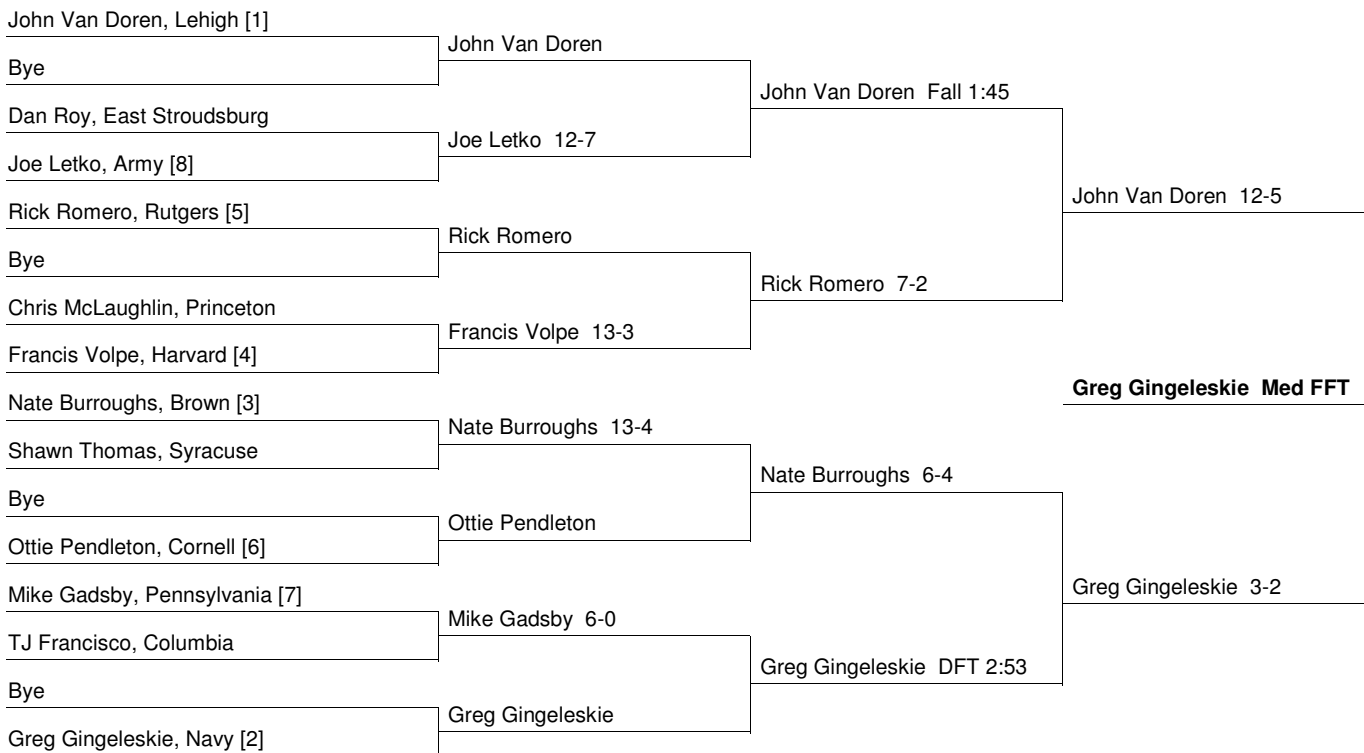 John Van Doren, Lehigh [1]
Bye
Dan Roy, East Stroudsburg
Joe Letko, Army [8]
Rick Romero, Rutgers [5]
Bye
Chris McLaughlin, Princeton
Francis Volpe, Harvard [4]
Nate Burroughs, Brown [3]
Shawn Thomas, Syracuse
Bye
Ottie Pendleton, Cornell [6]
Mike Gadsby, Pennsylvania [7]
TJ Francisco, Columbia
Bye
Greg Gingeleskie, Navy [2]
John Van Doren
Joe Letko 12-7
Rick Romero
Francis Volpe 13-3
Nate Burroughs 13-4
Ottie Pendleton
Mike Gadsby 6-0
Greg Gingeleskie
John Van Doren Fall 1:45
Rick Romero 7-2
Nate Burroughs 6-4
Greg Gingeleskie DFT 2:53
John Van Doren 12-5
Greg Gingeleskie Med FFT
Greg Gingeleskie 3-2